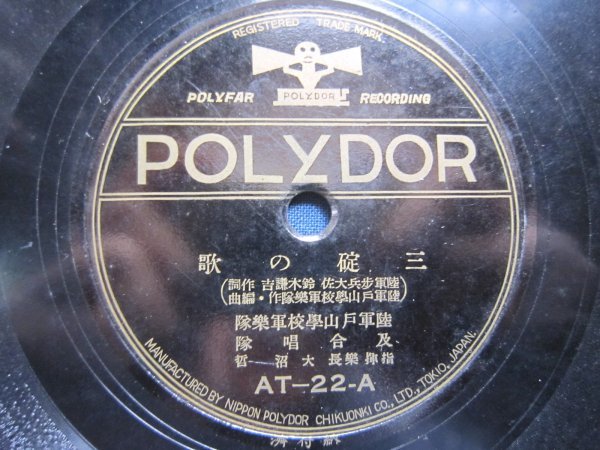 REGISTERED TRADE MARK.
POLYDOR
POLYFAR RECORDING
POLYDOR
三碇の歌
(陸軍歩兵大佐 鈴木謙吉 作詞
陸軍戸山學校軍樂隊作・編曲)
陸軍戸山學校軍樂隊
及合唱隊
指揮 樂長 大沼哲
AT-22-A
MANUFACTURED BY NIPPON POLYDOR CHIKUONKI CO., LTD., TOKIO, JAPAN.